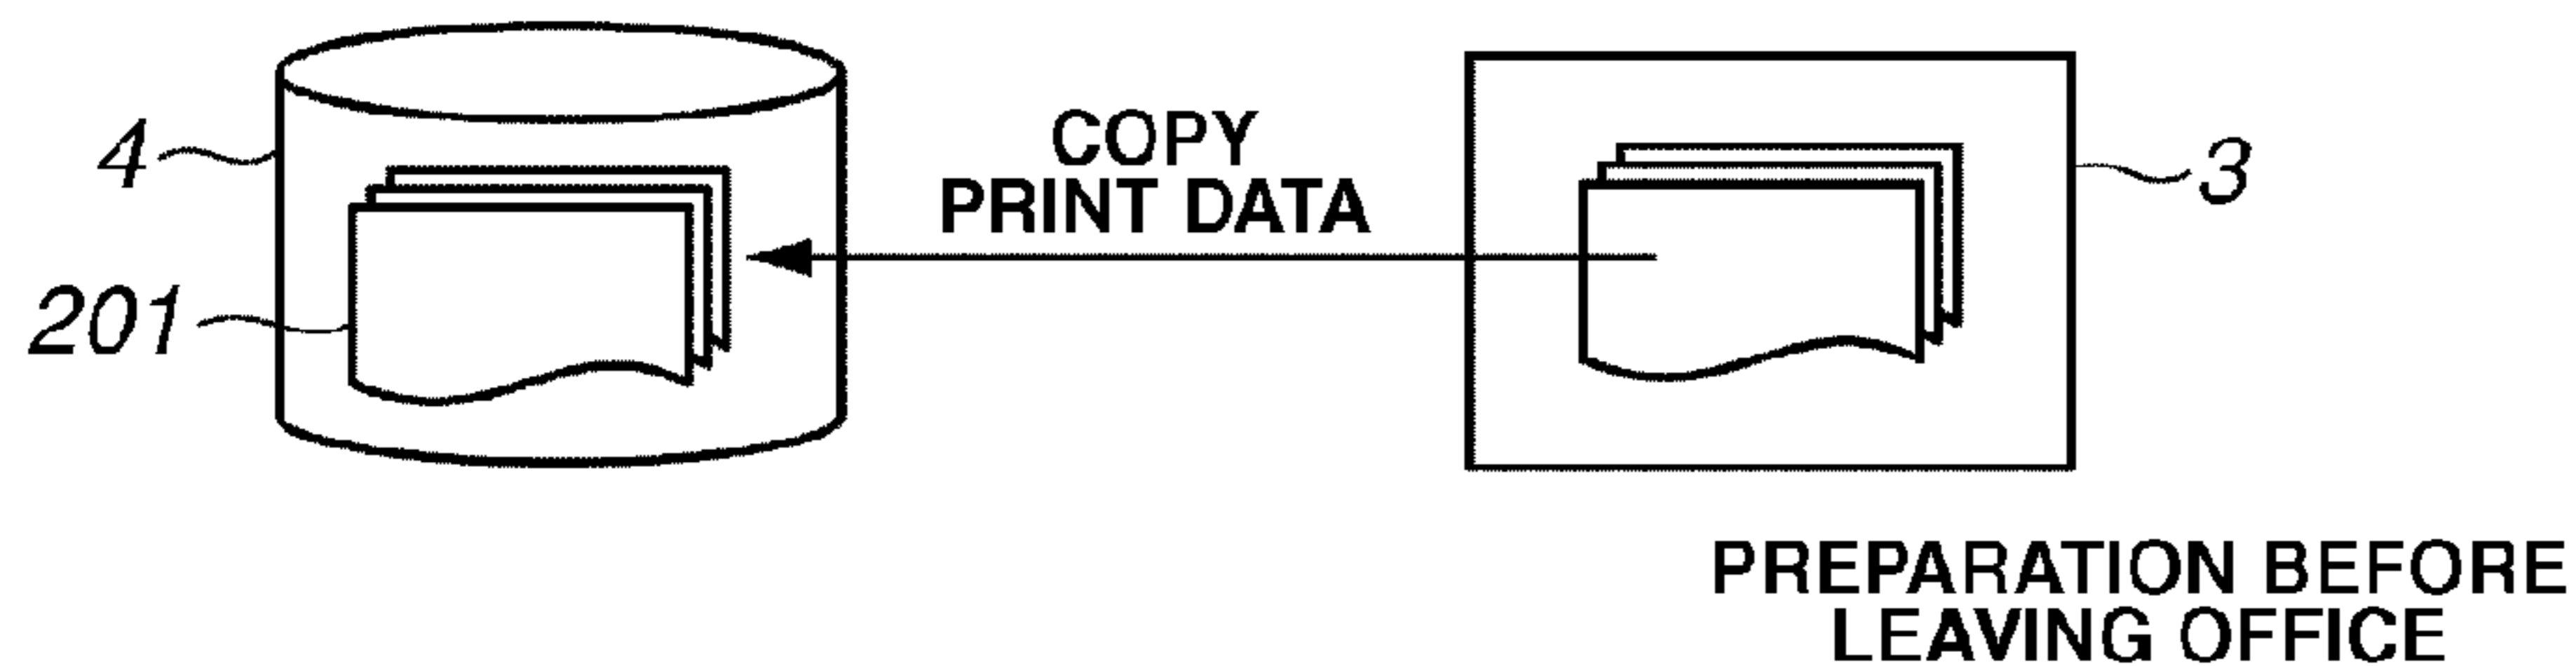 4
COPY
PRINT DATA
3
201
PREPARATION BEFORE
LEAVING OFFICE